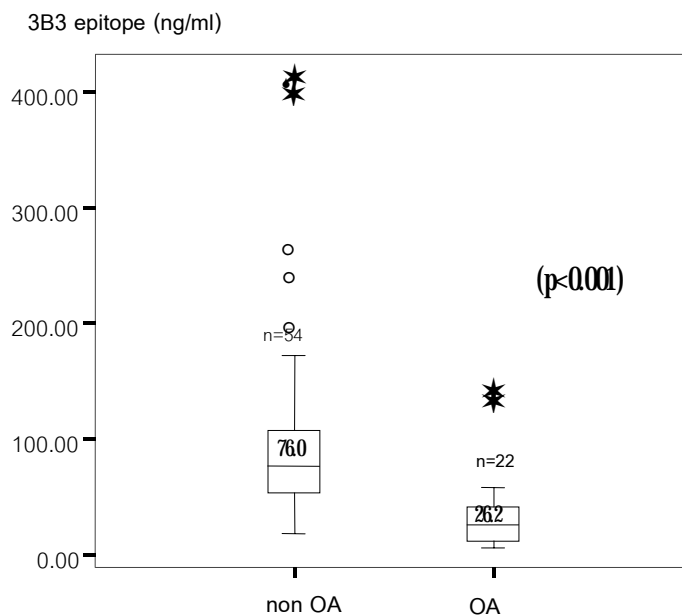 3B3 epitope (ng/ml)
400.00
300.00
(p<0.001)
200.00
n=54
100.00
76.0
n=22
26.2
0.00
non OA
OA